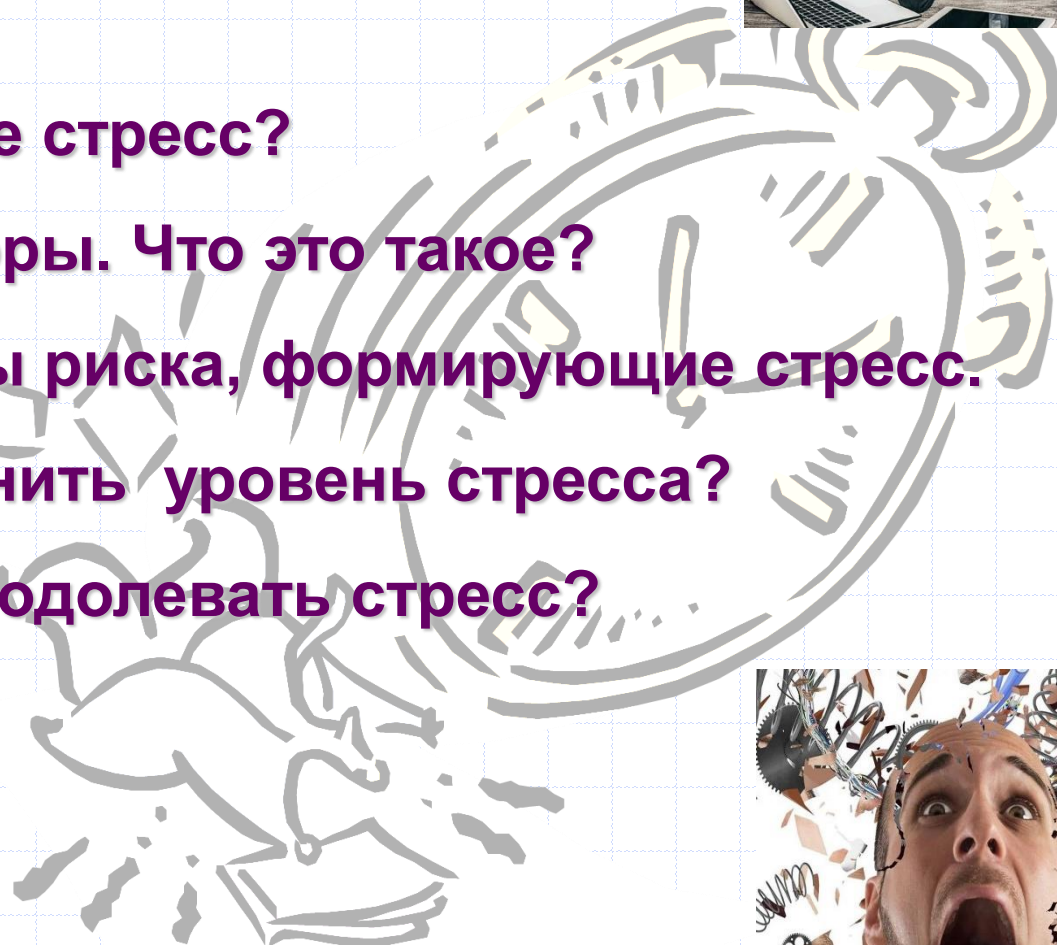 е стресс?
ры. Что это такое?
ы риска, формирующие стресс.
нить уровень стресса?
одолевать стресс?